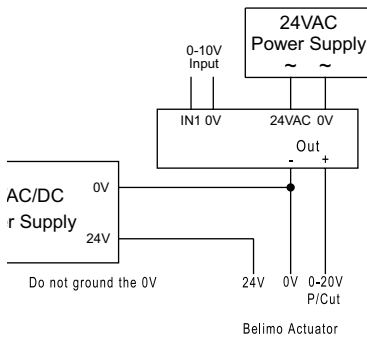 24VAC
Power Supply
~ ~
0-10V
Input
IN1 0V 24VAC 0V
Out
- +
AC/DC
r Supply
0V
24V
Do not ground the 0V
24V 0V 0-20V
P/Cut
Belimo Actuator